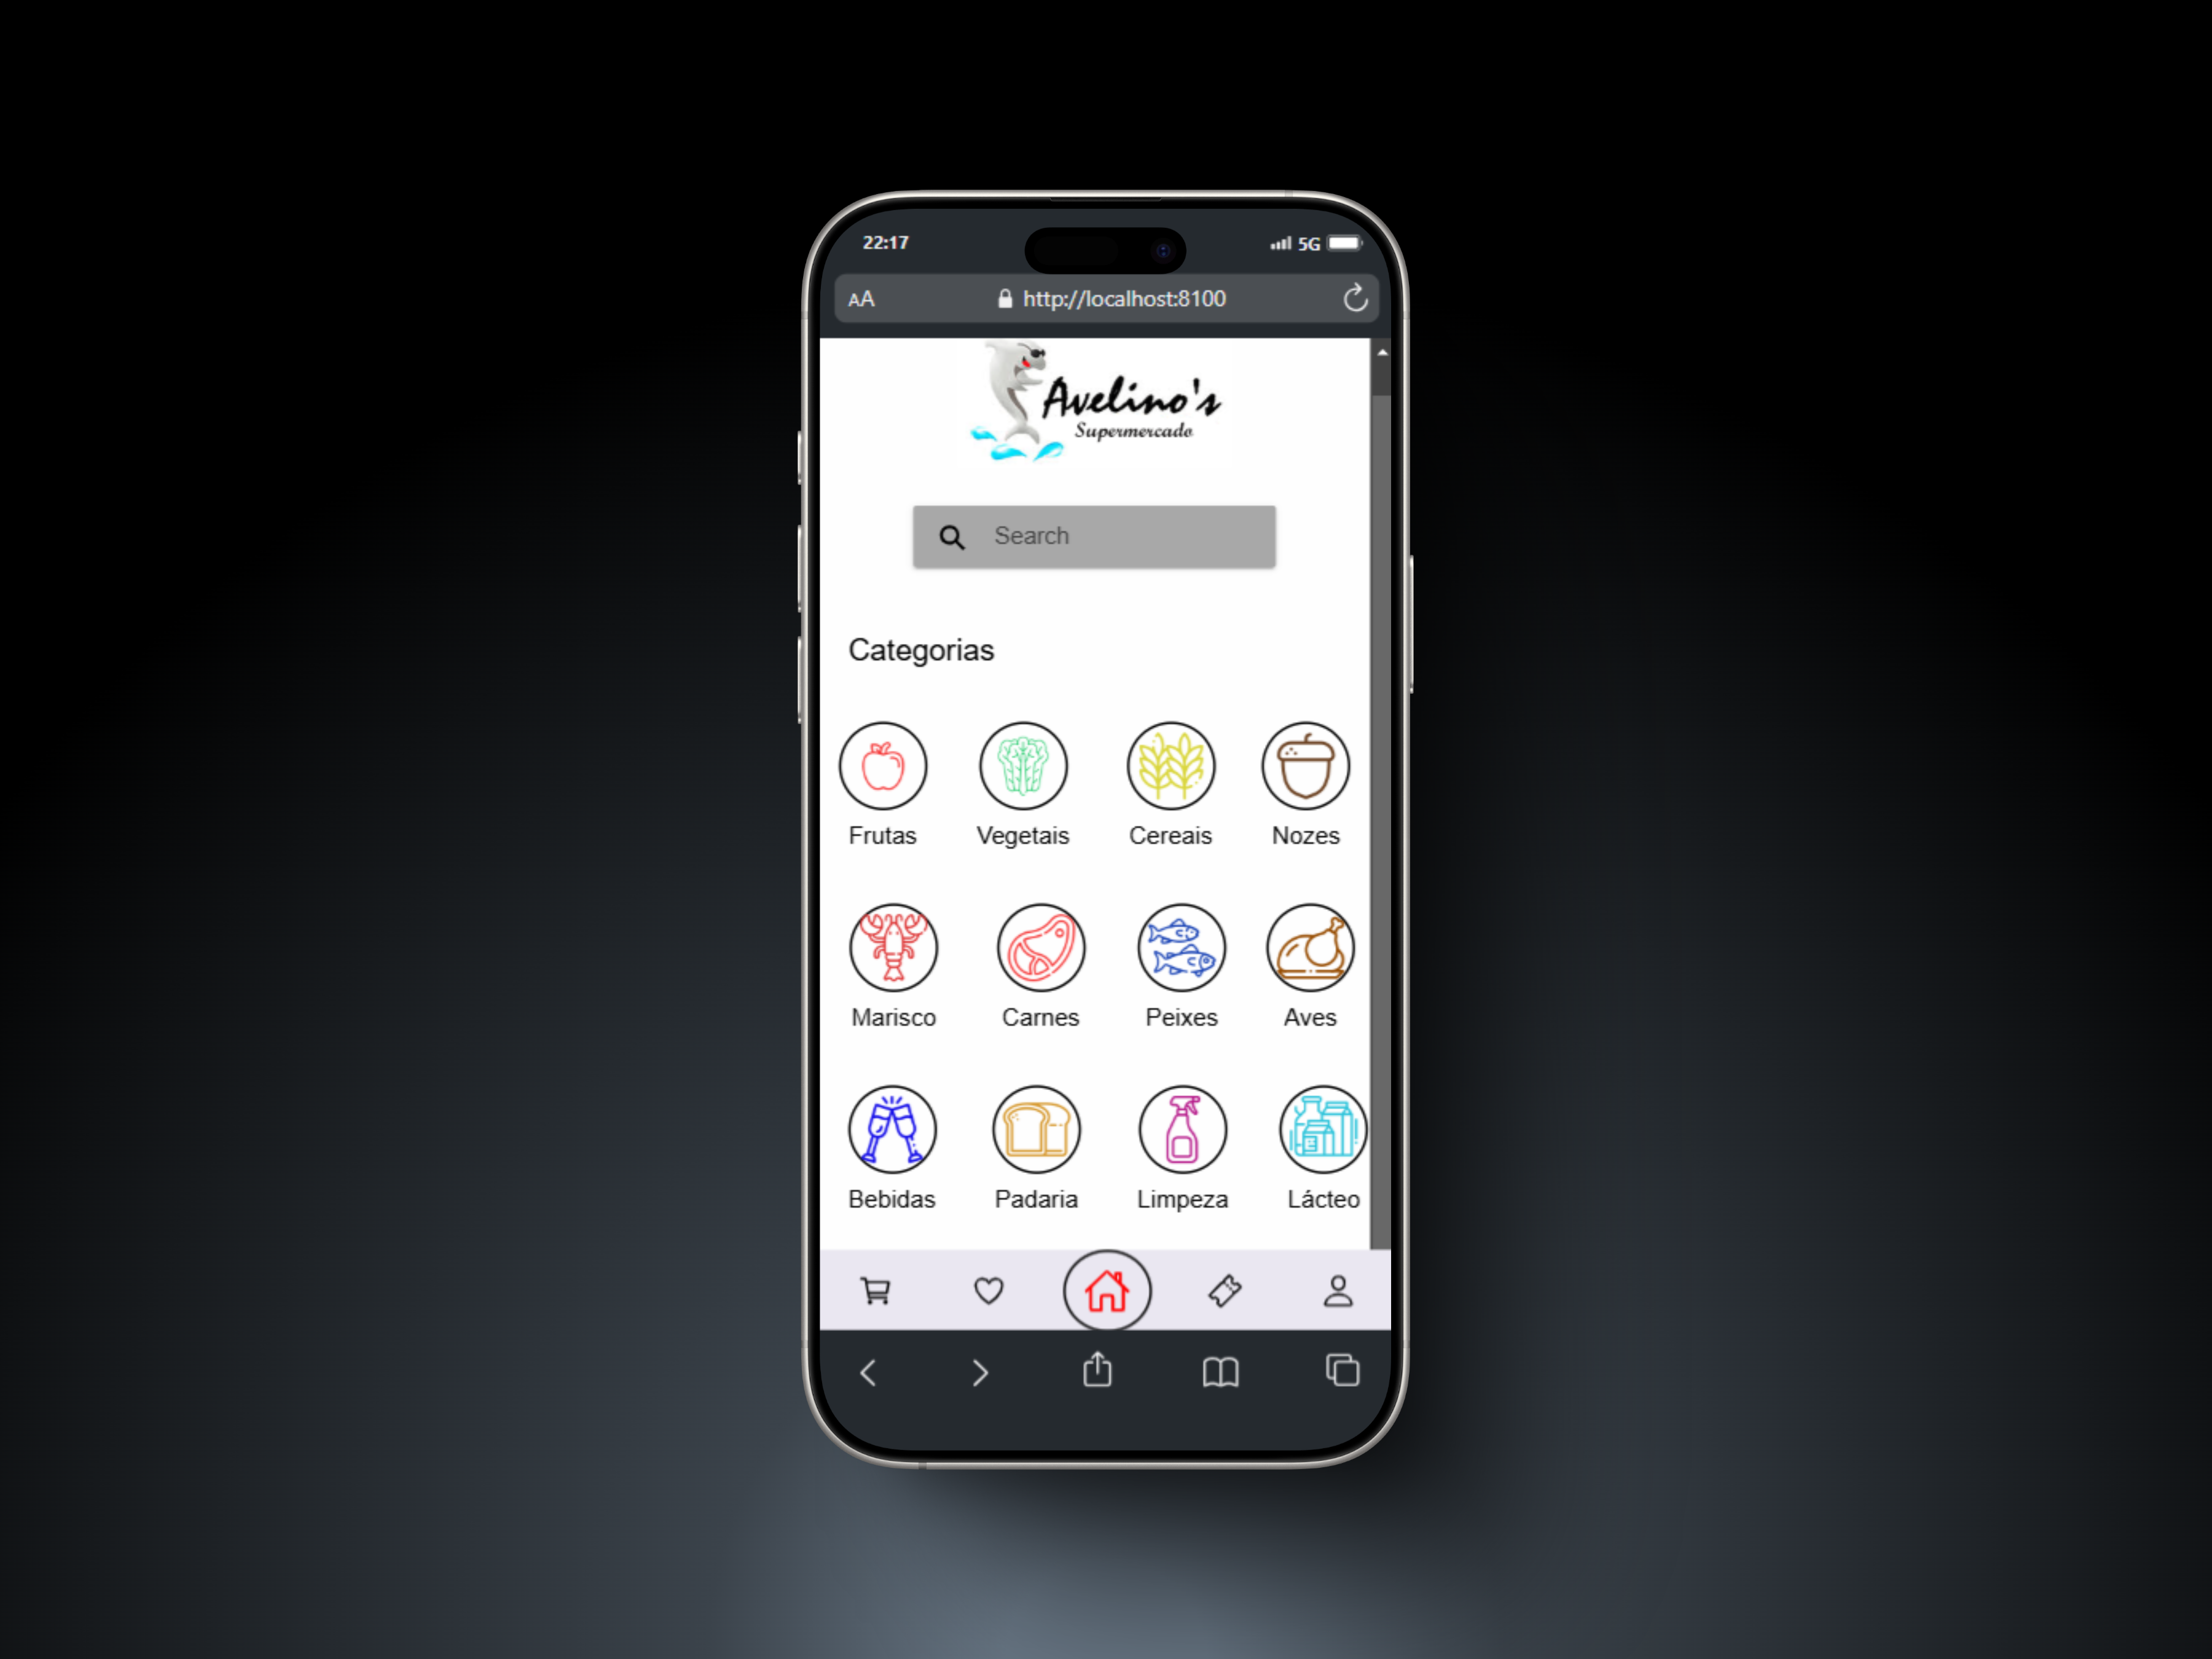 22:17
5G
AA
http://localhost:8100
Avelino's
Supermercado
Search
Categorias
Frutas Vegetais Cereais Nozes
Marisco Carnes Peixes Aves
Bebidas Padaria Limpeza Lácteo